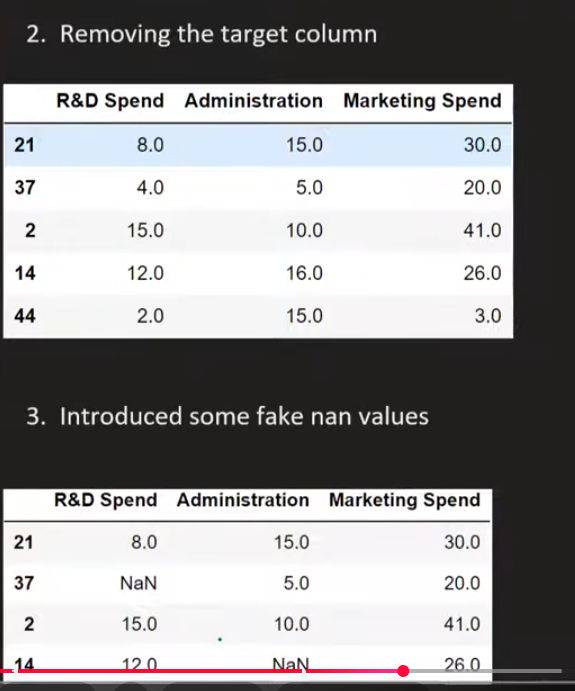 2. Removing the target column
R&D Spend Administration Marketing Spend
21 8.0 15.0 30.0
37 4.0 5.0 20.0
2 15.0 10.0 41.0
14 12.0 16.0 26.0
44 2.0 15.0 3.0
3. Introduced some fake nan values
R&D Spend Administration Marketing Spend
21 8.0 15.0 30.0
37 NaN 5.0 20.0
2 15.0 10.0 41.0
14 12.0 NaN 26.0